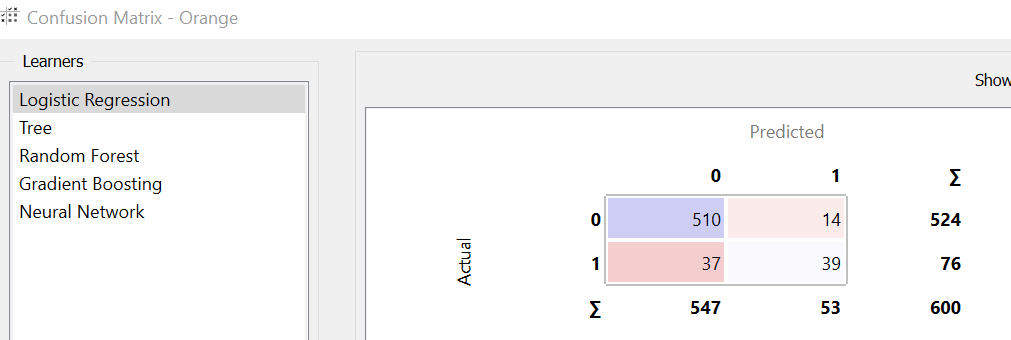 Confusion Matrix - Orange
Learners
Logistic Regression
Tree
Random Forest
Gradient Boosting
Neural Network
Show
Predicted
0 1 ∑
Actual
0 510 14 524
1 37 39 76
∑ 547 53 600